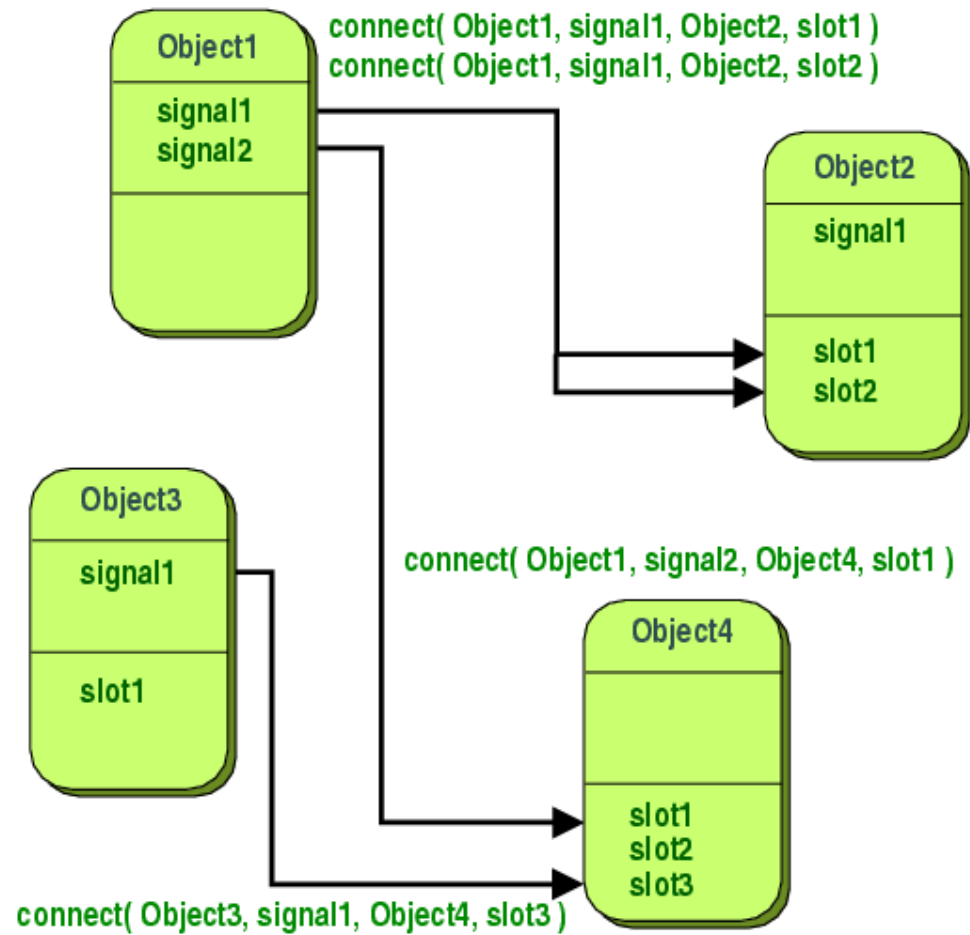 Object1
signal1
signal2
connect( Object1, signal1, Object2, slot1 )
connect( Object1, signal1, Object2, slot2 )
Object2
signal1
slot1
slot2
Object3
signal1
slot1
connect( Object1, signal2, Object4, slot1 )
Object4
slot1
slot2
slot3
connect( Object3, signal1, Object4, slot3 )